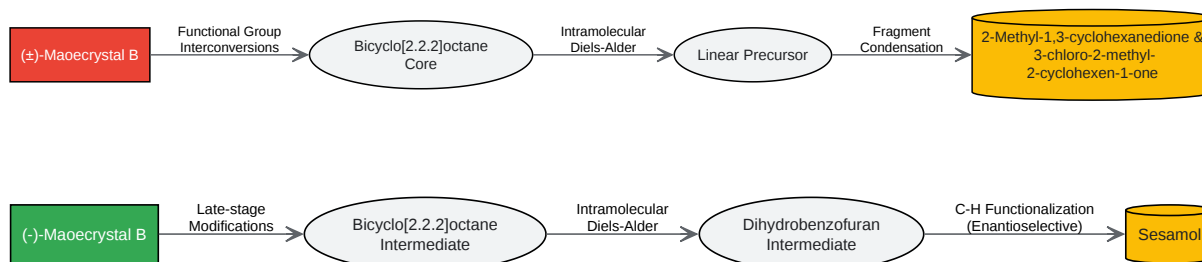 (±)-Maoecrystal B
Functional Group
Interconversions
Bicyclo[2.2.2]octane
Core
Intramolecular
Diels-Alder
Linear Precursor
Fragment
Condensation
2-Methyl-1,3-cyclohexanedione &
3-chloro-2-methyl-
2-cyclohexen-1-one
(-)-Maoecrystal B
Late-stage
Modifications
Bicyclo[2.2.2]octane
Intermediate
Intramolecular
Diels-Alder
Dihydrobenzofuran
Intermediate
C-H Functionalization
(Enantioselective)
Sesamol